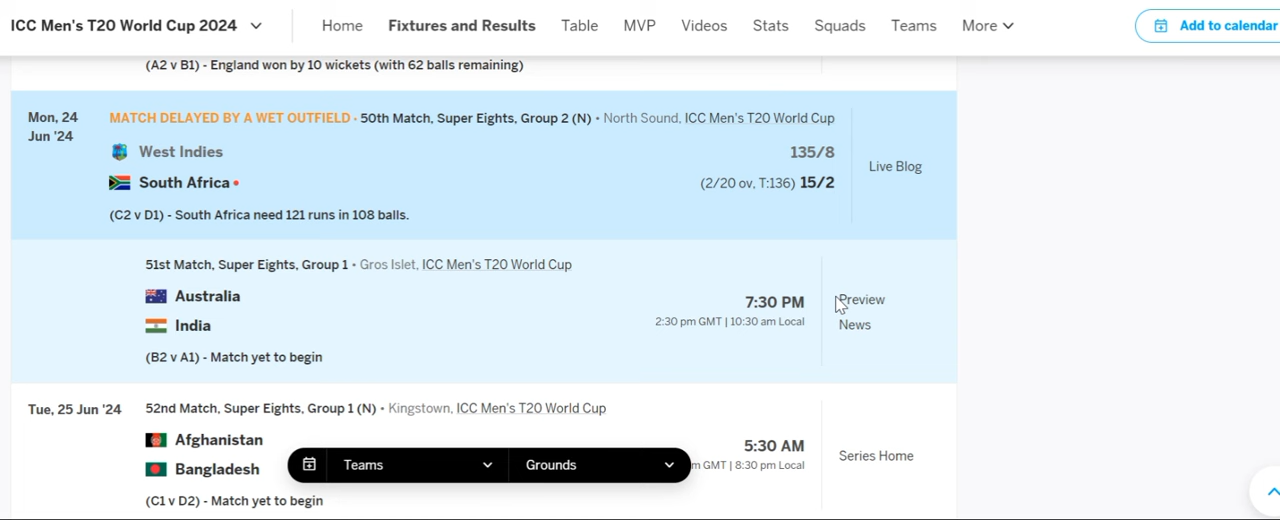 ICC Men's T20 World Cup 2024 Home Fixtures and Results Table MVP Videos Stats Squads Teams More Add to calendar
(A2 v B1) - England won by 10 wickets (with 62 balls remaining)
Mon, 24 Jun '24
MATCH DELAYED BY A WET OUTFIELD • 50th Match, Super Eights, Group 2 (N) • North Sound, ICC Men's T20 World Cup
West Indies 135/8
South Africa • (2/20 ov, T:136) 15/2
(C2 v D1) - South Africa need 121 runs in 108 balls.
Live Blog
51st Match, Super Eights, Group 1 • Gros Islet, ICC Men's T20 World Cup
Australia 7:30 PM
India 2:30 pm GMT | 10:30 am Local
(B2 v A1) - Match yet to begin
Preview
News
Tue, 25 Jun '24 52nd Match, Super Eights, Group 1 (N) • Kingstown, ICC Men's T20 World Cup
Afghanistan 5:30 AM
Bangladesh m GMT | 8:30 pm Local
(C1 v D2) - Match yet to begin
Series Home
Teams Grounds